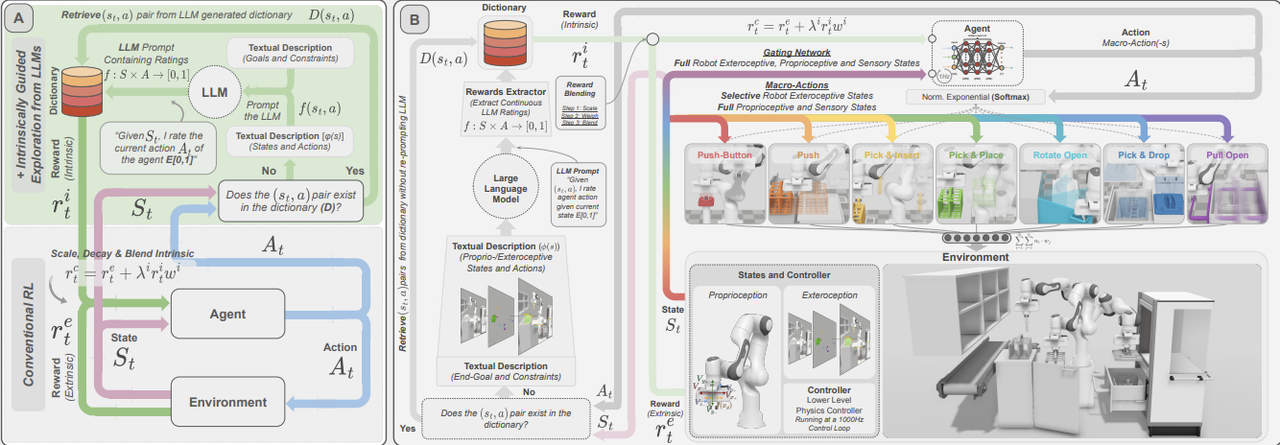 A
Retrieve (s_t, a) pair from LLM generated dictionary D(s_t, a)
+ Intrinsically Guided
Exploration from LLMs
LLM Prompt
Containing Ratings
f : S × A → [0, 1]
Textual Description
(Goals and Constraints)
Dictionary
LLM
Prompt
the LLM
f(s_t, a)
"Given S_t, I rate the
current action A_t of
the agent E[0,1]"
Textual Description [φ(s)]
(States and Actions)
Reward
(Intrinsic)
r_t^i
S_t
No
Yes
Does the (s_t, a) pair exist
in the dictionary (D)?
A_t
Scale, Decay & Blend Intrinsic
r_t^c = r_t^e + λ^i r_t^i w^i
Conventional RL
r_t^e
Reward
(Extrinsic)
Agent
State
S_t
Action
A_t
Environment
B
Retrieve (s_t, a) pairs from dictionary without re-prompting LLM
D(s_t, a)
Dictionary
Reward
(Intrinsic)
r_t^i
Rewards Extractor
(Extract Continuous
LLM Ratings)
f : S × A → [0, 1]
Reward
Blending
Step 1: Scale
Step 2: Weigh
Step 3: Blend
Large
Language
Model
LLM Prompt
"Given
(s_t, a), I rate
agent action
given current
state E[0,1]"
Textual Description (φ(s))
(Proprio-/Exteroceptive
States and Actions)
Textual Description
(End-Goal and Constraints)
No
Does the (s_t, a) pair exist in the
dictionary?
Yes
A_t
S_t
r_t^c = r_t^e + λ^i r_t^i w^i
Gating Network
Full Robot Exteroceptive, Proprioceptive and Sensory States
Macro-Actions
Selective Robot Exteroceptive States
Full Proprioceptive and Sensory States
Agent
Norm. Exponential (Softmax)
Action
Macro-Action(-s)
A_t
Push-Button
Push
Pick & Insert
Pick & Place
Rotate Open
Pick & Drop
Pull Open
State
S_t
Reward
(Extrinsic)
r_t^e
Environment
States and Controller
Proprioception
Exteroception
Controller
Lower Level
Physics Controller
Running at a 1000Hz
Control Loop